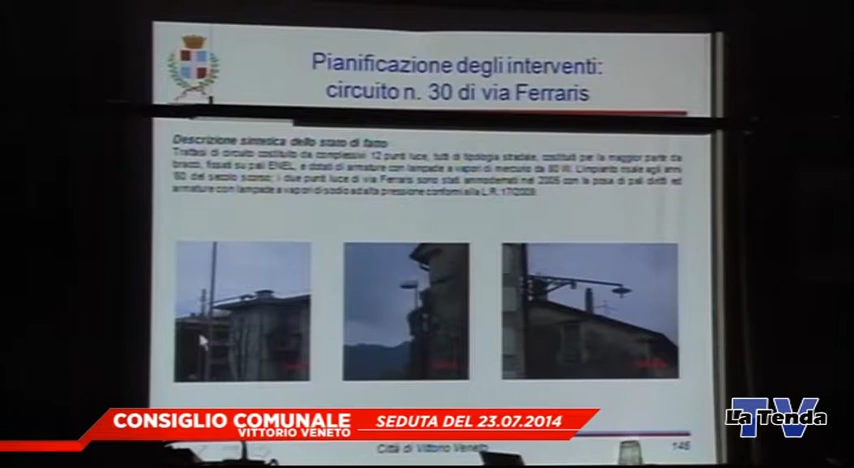 Pianificazione degli interventi:
circuito n. 30 di via Ferraris
Descrizione sintetica dello stato di fatto
Trattasi di circuito costituito da complessivi 12 punti luce, tutti di tipologia stradale, costituiti per la maggior parte da
bracci, fissati su pali ENEL, e dotati di armature con lampade a vapori di mercurio da 80 W. L'impianto risale agli anni
'60 del secolo scorso; i due punti luce di via Ferraris sono stati ammodernati nel 2005 con la posa di pali diritti ed
armature con lampade a vapori di sodio ad alta pressione conformi alla L.R. 17/2009.
CONSIGLIO COMUNALE
VITTORIO VENETO
SEDUTA DEL 23.07.2014
TV
La Tenda
Città di Vittorio Veneto
146